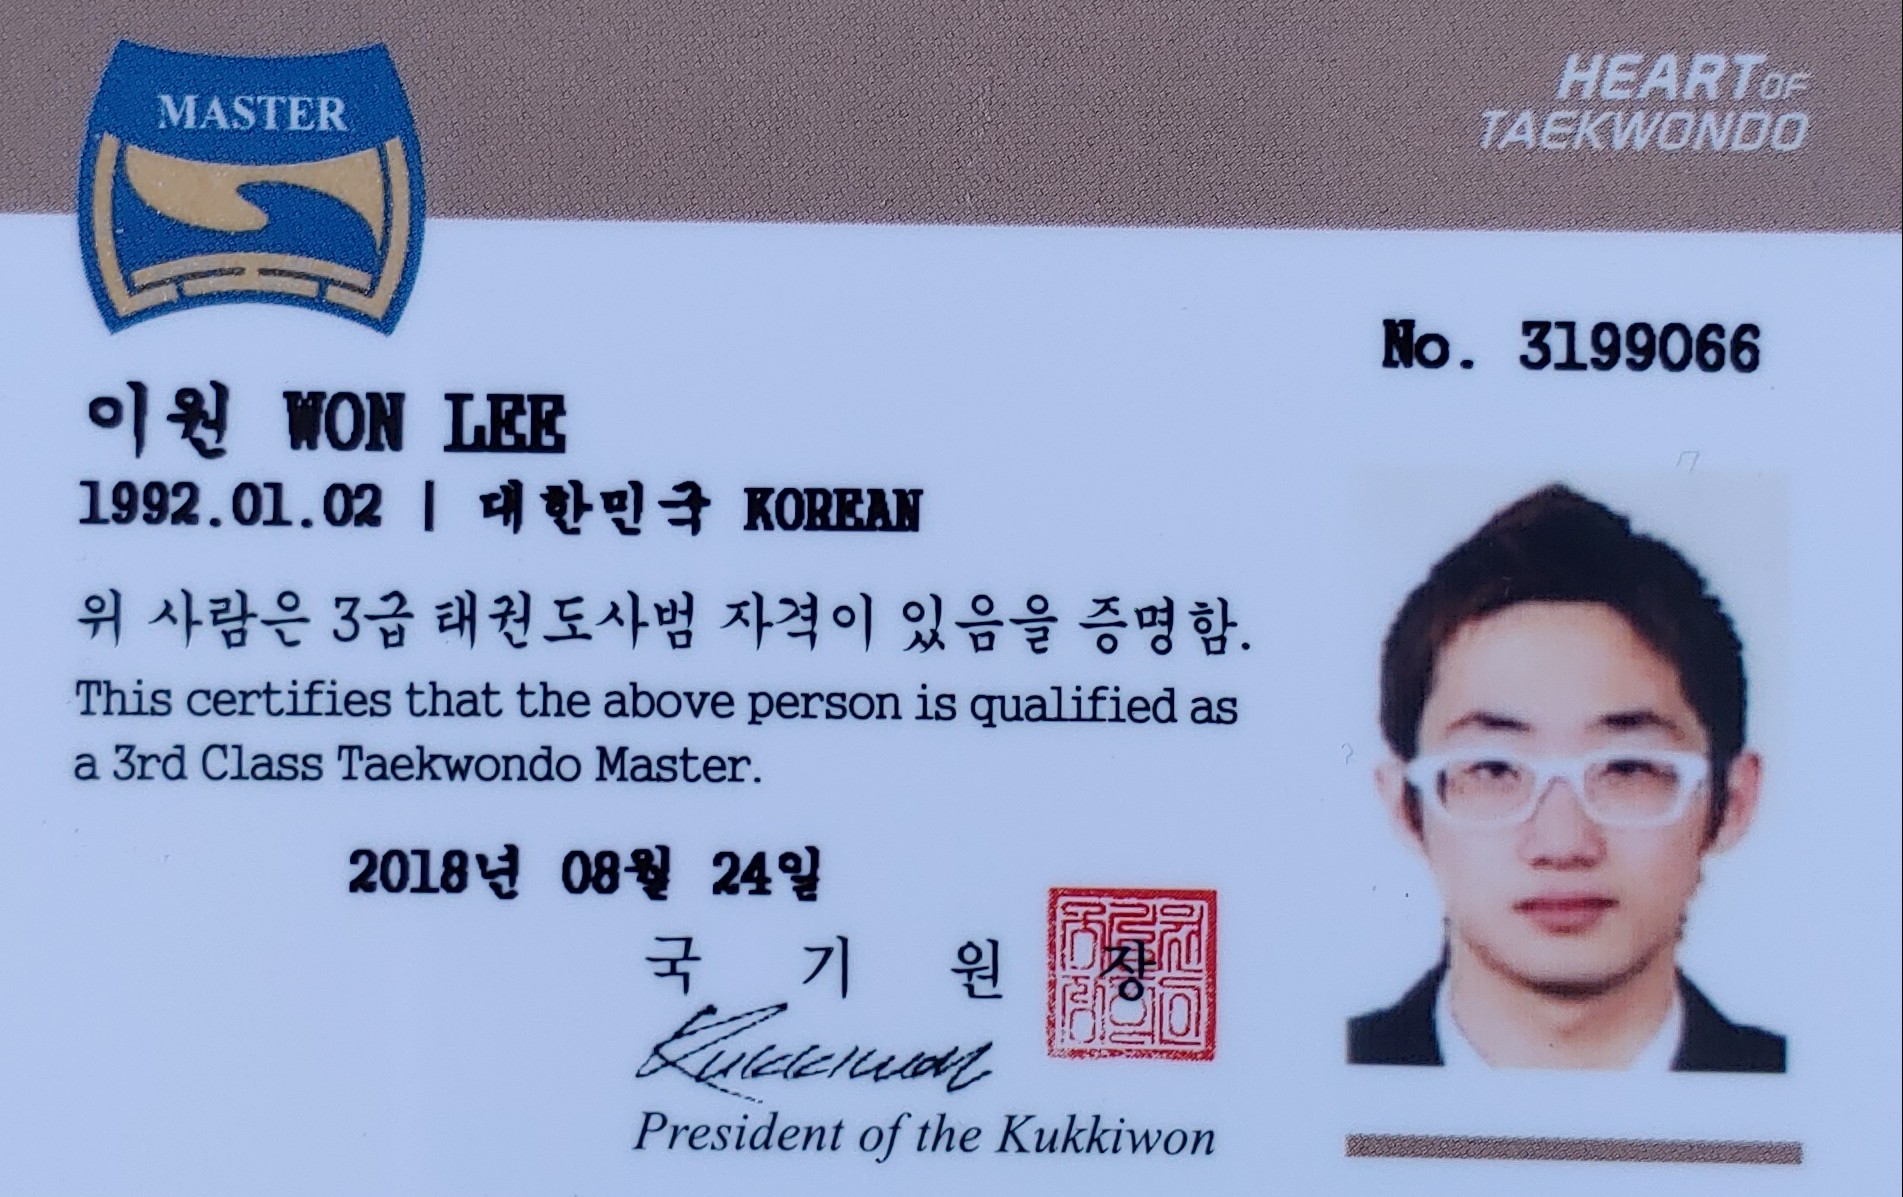 MASTER
HEART OF
TAEKWONDO
No. 3199066
이원 WON LEE
1992.01.02 | 대한민국 KOREAN
위 사람은 3급 태권도사범 자격이 있음을 증명함.
This certifies that the above person is qualified as
a 3rd Class Taekwondo Master.
2018년 08월 24일
국 기 원 장
Kukkiwon
President of the Kukkiwon